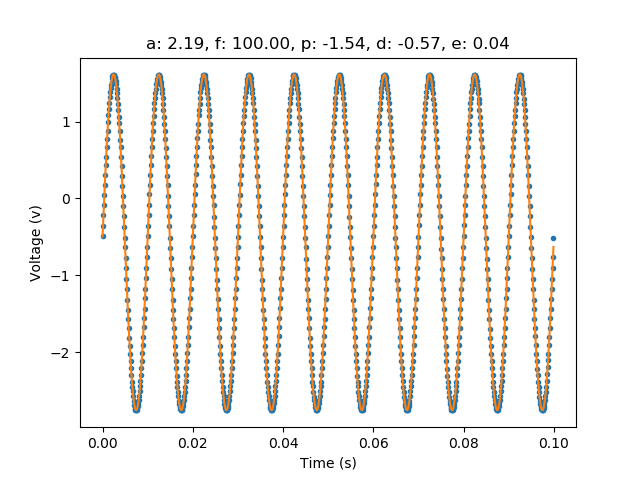 a: 2.19, f: 100.00, p: -1.54, d: -0.57, e: 0.04
1
0
−1
−2
Voltage (v)
0.00 0.02 0.04 0.06 0.08 0.10
Time (s)